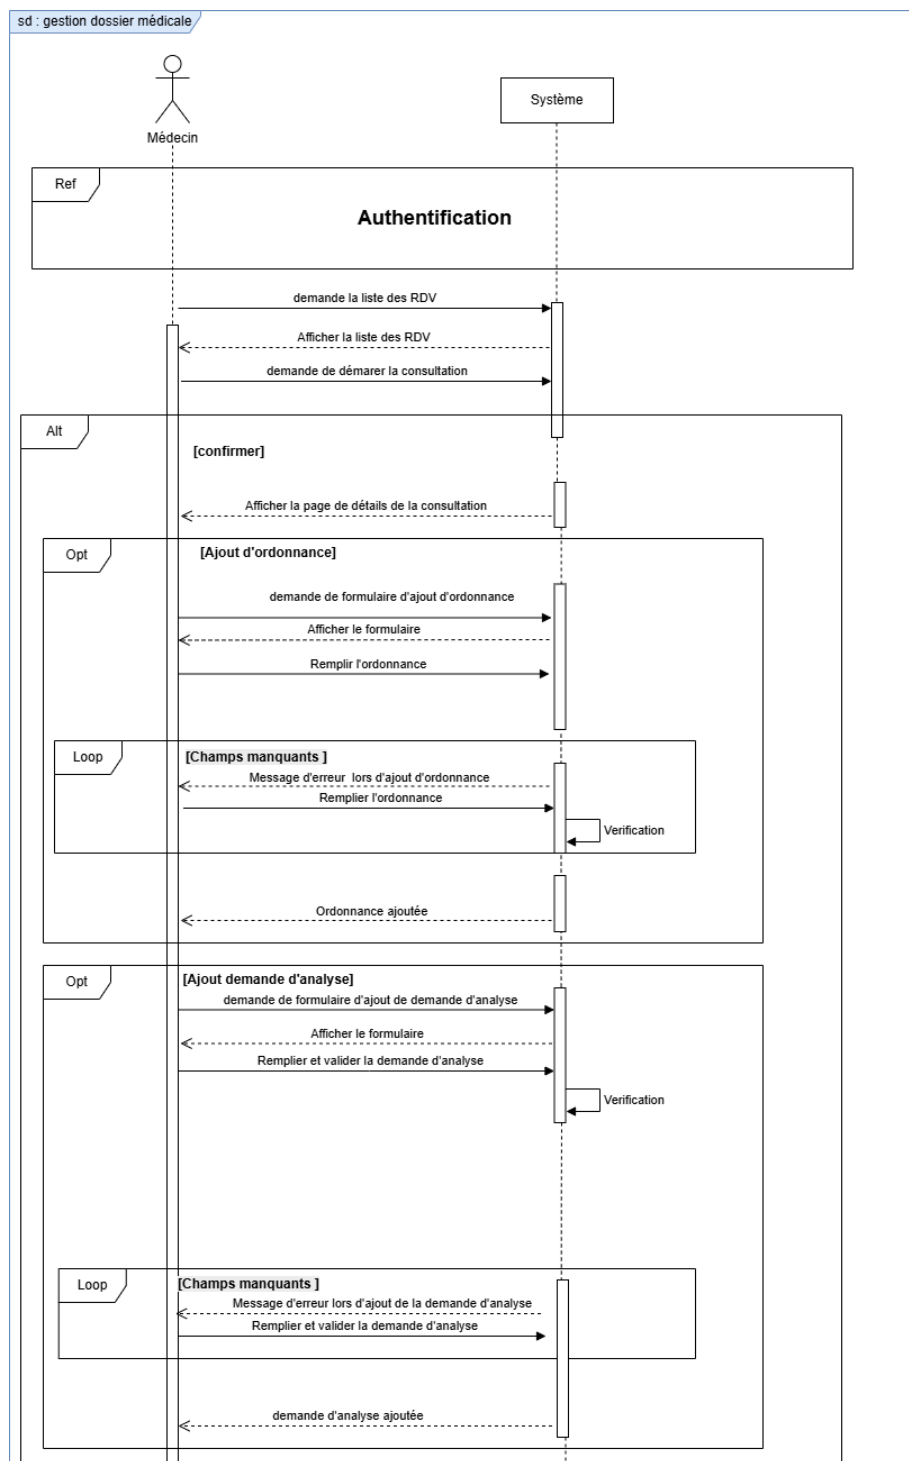 sd : gestion dossier médicale
Médecin
Système
Ref
Authentification
demande la liste des RDV
Afficher la liste des RDV
demande de démarer la consultation
Alt
[confirmer]
Afficher la page de détails de la consultation
Opt
[Ajout d'ordonnance]
demande de formulaire d'ajout d'ordonnance
Afficher le formulaire
Remplir l'ordonnance
Loop
[Champs manquants ]
Message d'erreur  lors d'ajout d'ordonnance
Remplier l'ordonnance
Verification
Ordonnance ajoutée
Opt
[Ajout demande d'analyse]
demande de formulaire d'ajout de demande d'analyse
Afficher le formulaire
Remplier et valider la demande d'analyse
Verification
Loop
[Champs manquants ]
Message d'erreur lors d'ajout de la demande d'analyse
Remplier et valider la demande d'analyse
demande d'analyse ajoutée